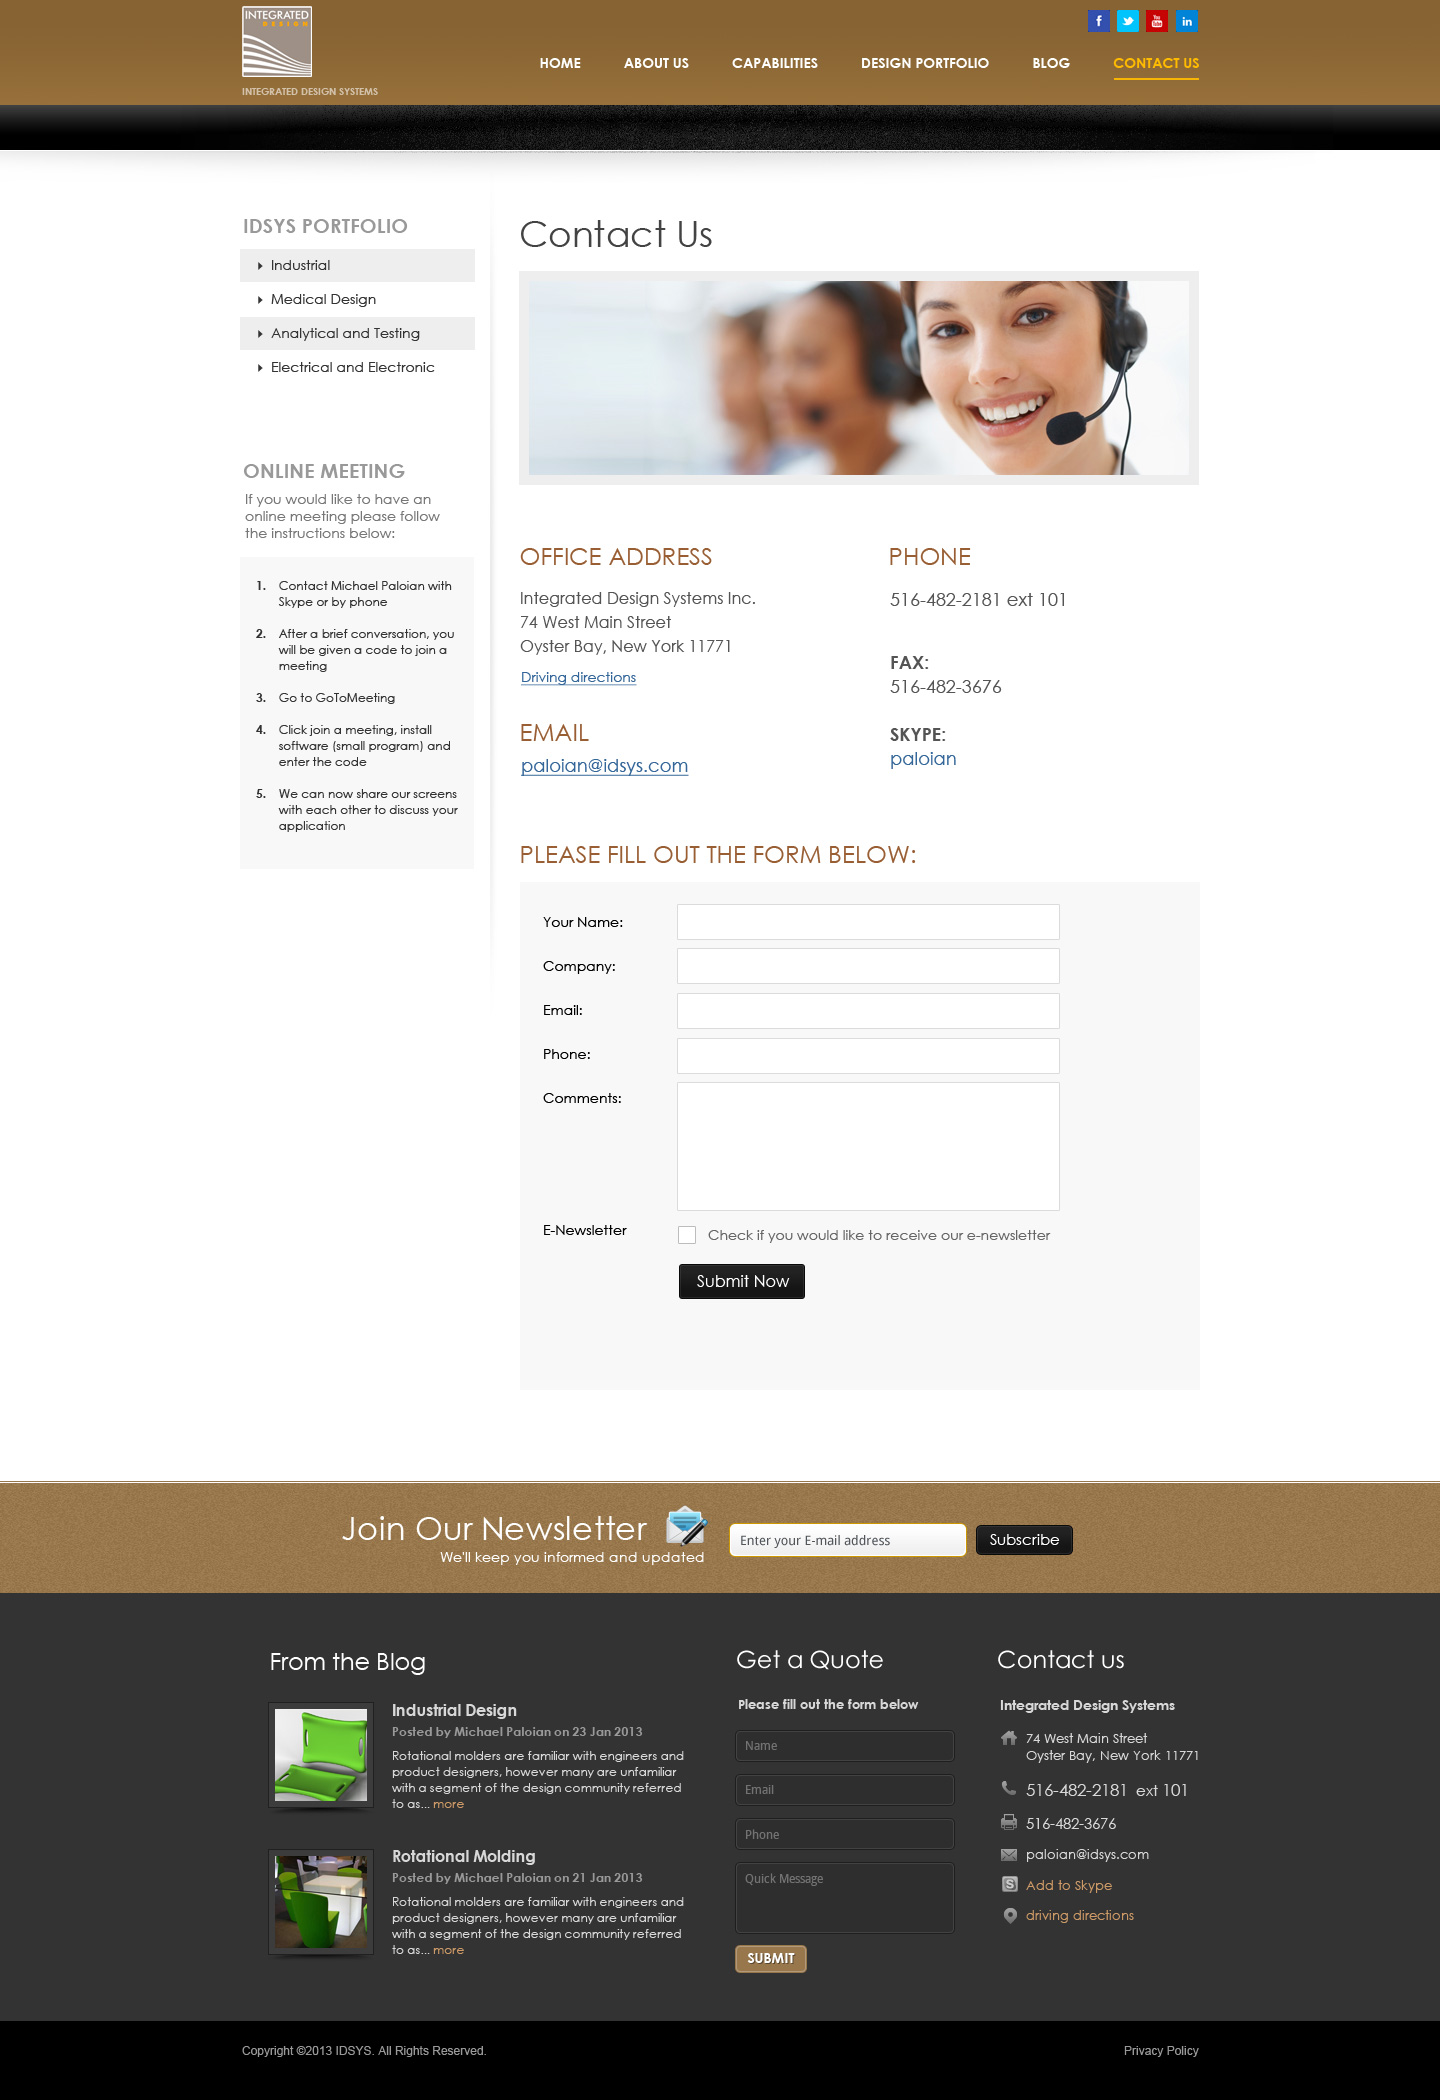 INTEGRATED
DESIGN
INTEGRATED DESIGN SYSTEMS
f
You
Tube
in
HOME ABOUT US CAPABILITIES DESIGN PORTFOLIO BLOG CONTACT US
IDSYS PORTFOLIO
Industrial
Medical Design
Analytical and Testing
Electrical and Electronic
ONLINE MEETING
If you would like to have an
online meeting please follow
the instructions below:
1. Contact Michael Paloian with
Skype or by phone
2. After a brief conversation, you
will be given a code to join a
meeting
3. Go to GoToMeeting
4. Click join a meeting, install
software (small program) and
enter the code
5. We can now share our screens
with each other to discuss your
application
Contact Us
OFFICE ADDRESS
Integrated Design Systems Inc.
74 West Main Street
Oyster Bay, New York 11771
Driving directions
EMAIL
paloian@idsys.com
PHONE
516-482-2181 ext 101
FAX:
516-482-3676
SKYPE:
paloian
PLEASE FILL OUT THE FORM BELOW:
Your Name:
Company:
Email:
Phone:
Comments:
E-Newsletter Check if you would like to receive our e-newsletter
Submit Now
Join Our Newsletter
We'll keep you informed and updated
Enter your E-mail address
Subscribe
From the Blog
Industrial Design
Posted by Michael Paloian on 23 Jan 2013
Rotational molders are familiar with engineers and
product designers, however many are unfamiliar
with a segment of the design community referred
to as... more
Rotational Molding
Posted by Michael Paloian on 21 Jan 2013
Rotational molders are familiar with engineers and
product designers, however many are unfamiliar
with a segment of the design community referred
to as... more
Get a Quote
Please fill out the form below
Name
Email
Phone
Quick Message
SUBMIT
Contact us
Integrated Design Systems
74 West Main Street
Oyster Bay, New York 11771
516-482-2181 ext 101
516-482-3676
paloian@idsys.com
S
Add to Skype
driving directions
Copyright ©2013 IDSYS. All Rights Reserved.
Privacy Policy